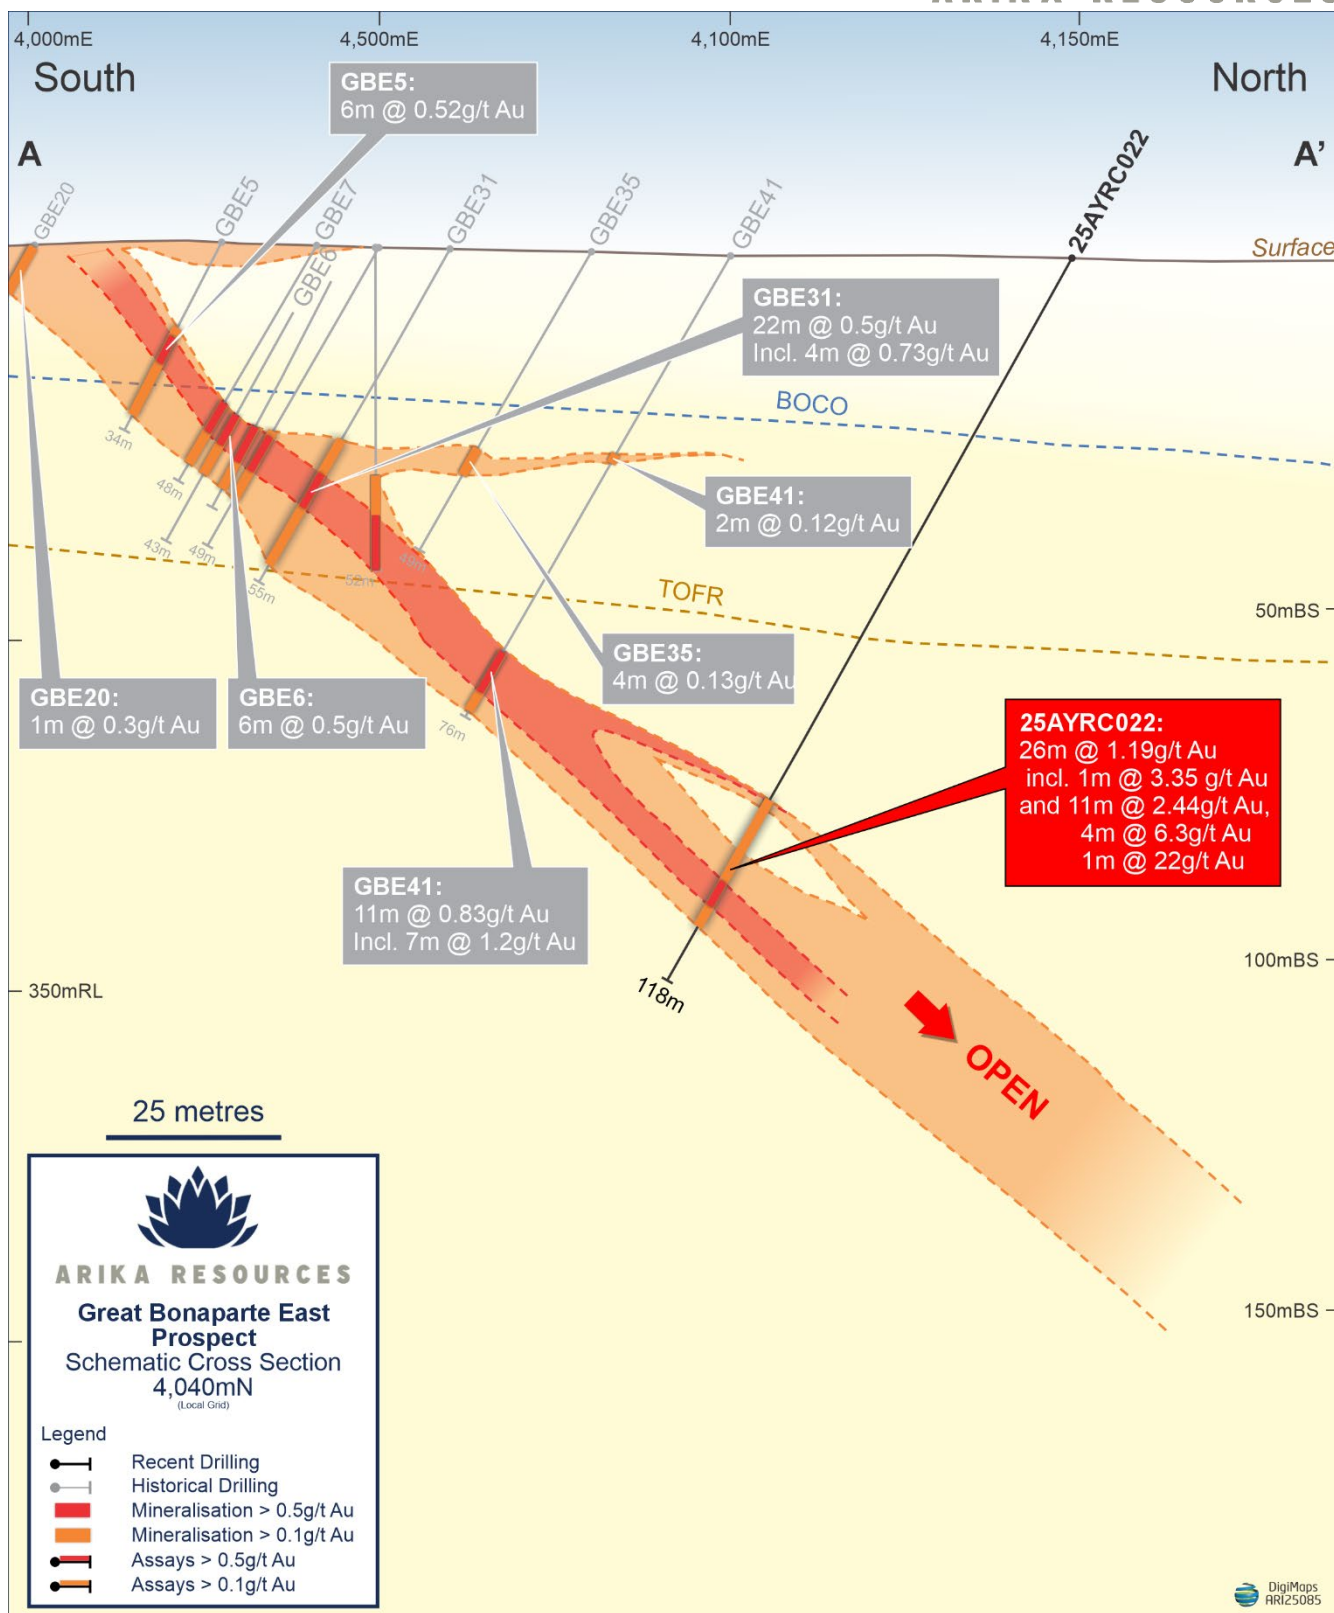 ARIKA RESOURCES
4,000mE
4,500mE
4,100mE
4,150mE
South
North
A
A'
GBE5:
6m @ 0.52g/t Au
GBE20
GBE5
GBE7
GBE6
GBE31
GBE35
GBE41
25AYRC022
Surface
GBE31:
22m @ 0.5g/t Au
Incl. 4m @ 0.73g/t Au
BOCO
34m
48m
43m
49m
55m
52m
49m
GBE41:
2m @ 0.12g/t Au
TOFR
50mBS
GBE35:
4m @ 0.13g/t Au
GBE20:
1m @ 0.3g/t Au
GBE6:
6m @ 0.5g/t Au
76m
25AYRC022:
26m @ 1.19g/t Au
incl. 1m @ 3.35 g/t Au
and 11m @ 2.44g/t Au,
4m @ 6.3g/t Au
1m @ 22g/t Au
GBE41:
11m @ 0.83g/t Au
Incl. 7m @ 1.2g/t Au
100mBS
350mRL
118m
OPEN
25 metres
150mBS
ARIKA RESOURCES
Great Bonaparte East
Prospect
Schematic Cross Section
4,040mN
(Local Grid)
Legend
Recent Drilling
Historical Drilling
Mineralisation > 0.5g/t Au
Mineralisation > 0.1g/t Au
Assays > 0.5g/t Au
Assays > 0.1g/t Au
DigiMaps
ARI25085